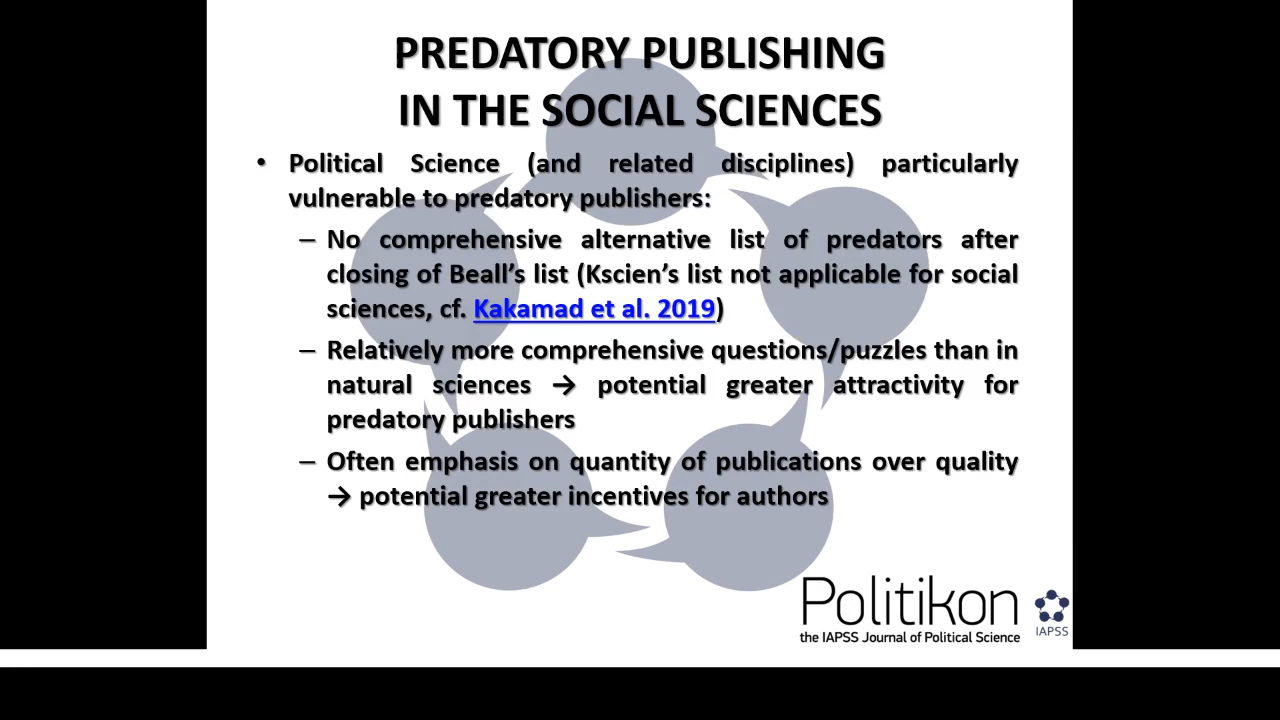 PREDATORY PUBLISHING
IN THE SOCIAL SCIENCES
• Political Science (and related disciplines) particularly
vulnerable to predatory publishers:
– No comprehensive alternative list of predators after
closing of Beall’s list (Kscien’s list not applicable for social
sciences, cf. Kakamad et al. 2019)
– Relatively more comprehensive questions/puzzles than in
natural sciences → potential greater attractivity for
predatory publishers
– Often emphasis on quantity of publications over quality
→ potential greater incentives for authors
Politikon
the IAPSS Journal of Political Science
IAPSS